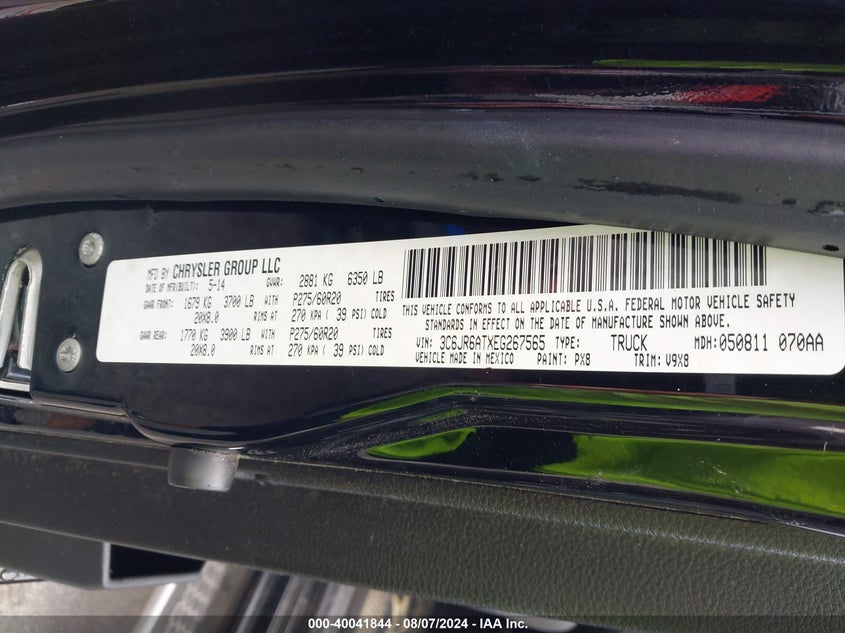 MFD BY CHRYSLER GROUP LLC
DATE OF MFR(BUILT): 5-14 GVWR: 2881 KG 6350 LB
GAWR FRONT: 1679 KG 3700 LB WITH P275/60R20 TIRES
20X8.0 RIMS AT 270 KPA ( 39 PSI) COLD
GAWR REAR: 1770 KG 3900 LB WITH P275/60R20 TIRES
20X8.0 RIMS AT 270 KPA ( 39 PSI) COLD
THIS VEHICLE CONFORMS TO ALL APPLICABLE U.S.A. FEDERAL MOTOR VEHICLE SAFETY
STANDARDS IN EFFECT ON THE DATE OF MANUFACTURE SHOWN ABOVE.
VIN: 3C6JR6ATXEG267565 TYPE: TRUCK MDH: 050811 070AA
VEHICLE MADE IN MEXICO PAINT: PX8 TRIM: V9X8
000-40041844 - 08/07/2024 - IAA Inc.